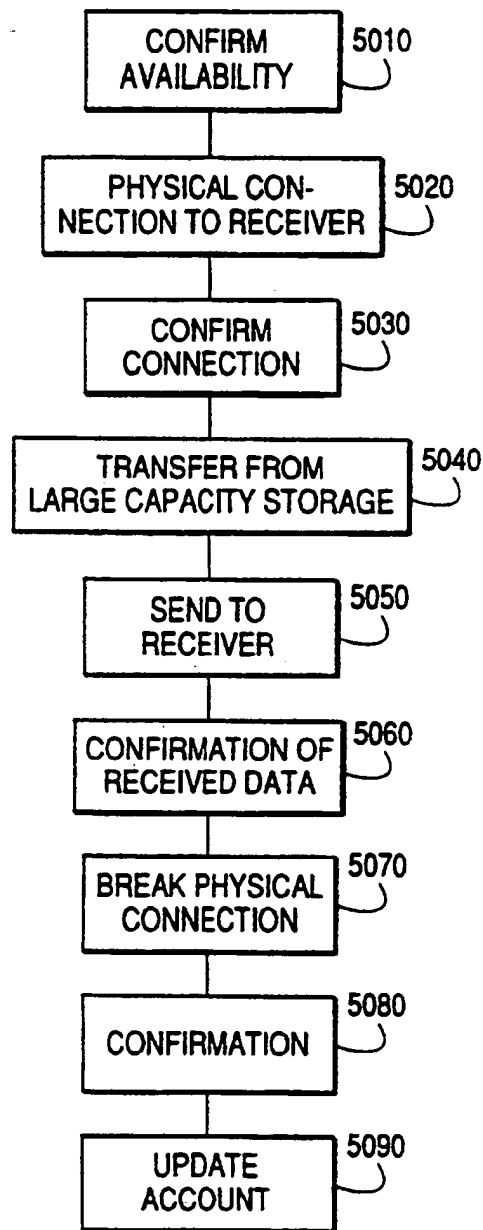 CONFIRM
AVAILABILITY
5010
PHYSICAL CON-
NECTION TO RECEIVER
5020
CONFIRM
CONNECTION
5030
TRANSFER FROM
LARGE CAPACITY STORAGE
5040
SEND TO
RECEIVER
5050
CONFIRMATION OF
RECEIVED DATA
5060
BREAK PHYSICAL
CONNECTION
5070
CONFIRMATION
5080
UPDATE
ACCOUNT
5090